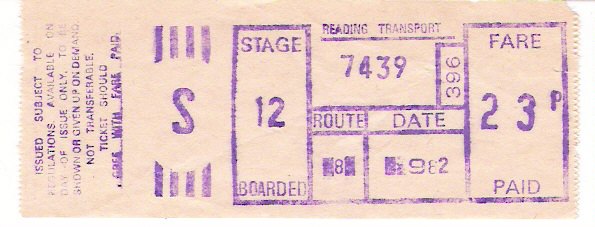 ISSUED SUBJECT TO
REGULATIONS AVAILABLE ON
DAY OF ISSUE ONLY. TO BE
SHOWN OR GIVEN UP ON DEMAND
NOT TRANSFERABLE.
TICKET SHOULD
AGREE WITH FARE PAID.
S
STAGE
12
BOARDED
READING TRANSPORT
7439
396
ROUTE
8
DATE
982
FARE
23P
PAID